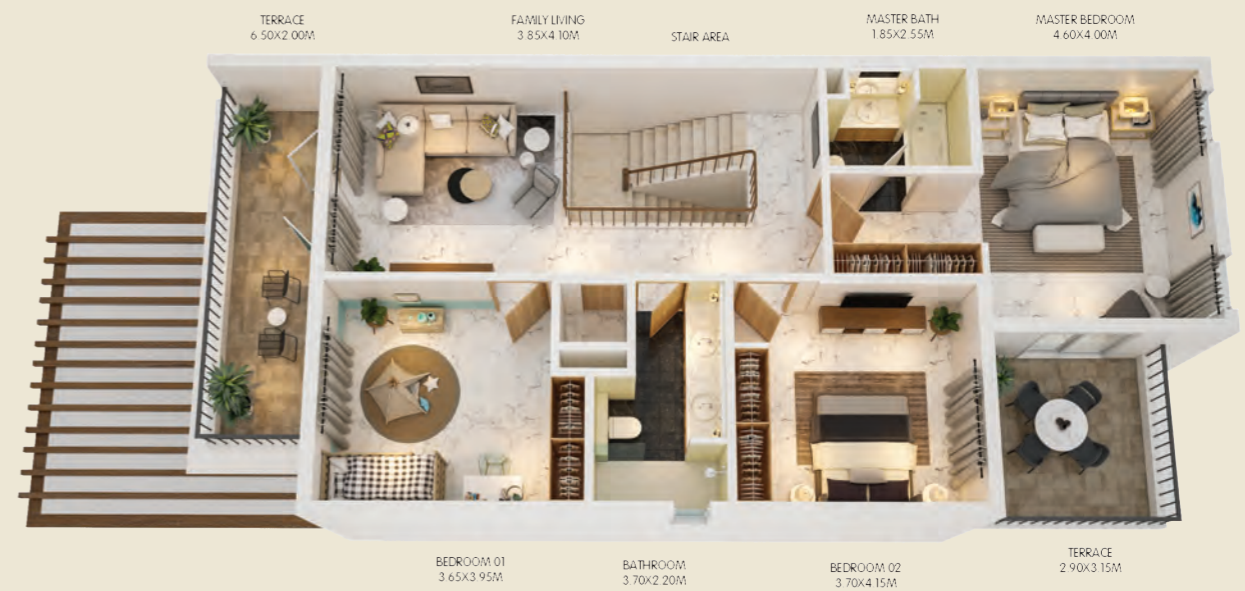 TERRACE
6.50X2.00M
FAMILY LIVING
3.85X4.10M
STAIR AREA
MASTER BATH
1.85X2.55M
MASTER BEDROOM
4.60X4.00M
BEDROOM 01
3.65X3.95M
BATHROOM
3.70X2.20M
BEDROOM 02
3.70X4.15M
TERRACE
2.90X3.15M